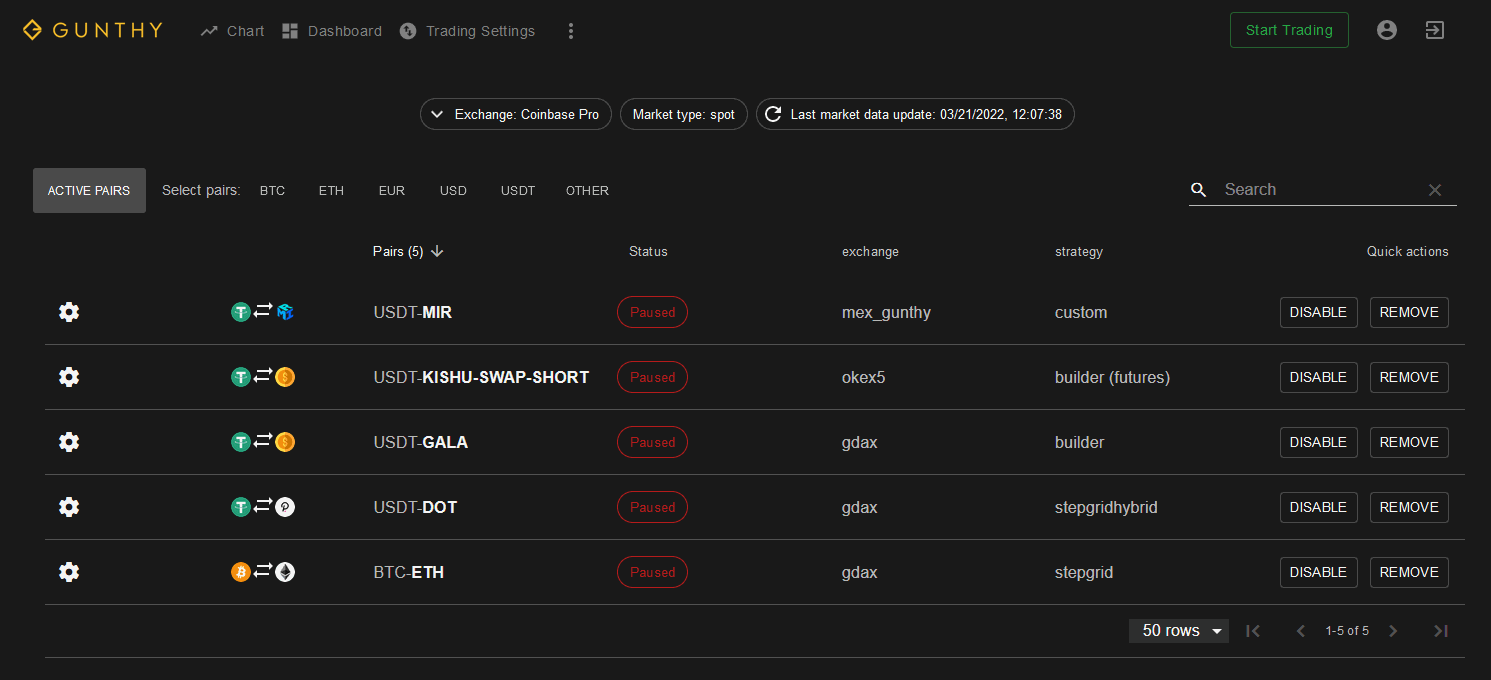 GUNTHY Chart Dashboard Trading Settings Start Trading
Exchange: Coinbase Pro Market type: spot Last market data update: 03/21/2022, 12:07:38
ACTIVE PAIRS Select pairs: BTC ETH EUR USD USDT OTHER Search
Pairs (5) Status exchange strategy Quick actions
USDT-MIR Paused mex_gunthy custom DISABLE REMOVE
USDT-KISHU-SWAP-SHORT Paused okex5 builder (futures) DISABLE REMOVE
USDT-GALA Paused gdax builder DISABLE REMOVE
USDT-DOT Paused gdax stepgridhybrid DISABLE REMOVE
BTC-ETH Paused gdax stepgrid DISABLE REMOVE
50 rows 1-5 of 5